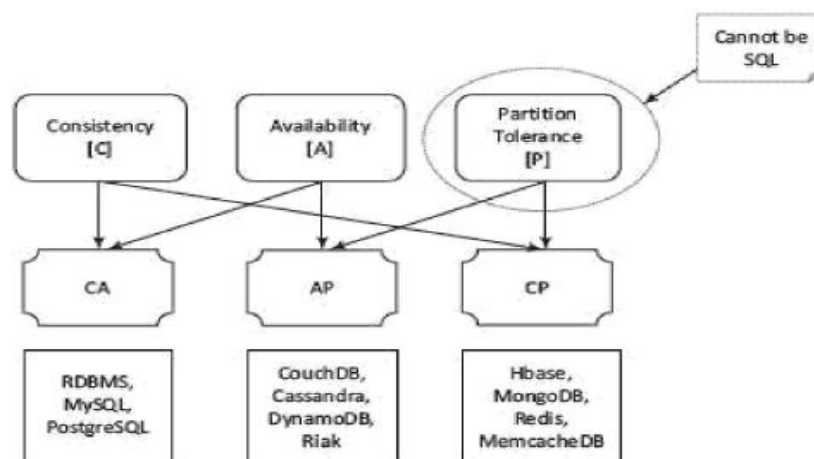 Cannot be
SQL
Consistency
[C]
Availability
[A]
Partition
Tolerance
[P]
CA
AP
CP
RDBMS,
MySQL,
PostgreSQL
CouchDB,
Cassandra,
DynamoDB,
Riak
Hbase,
MongoDB,
Redis,
MemcacheDB